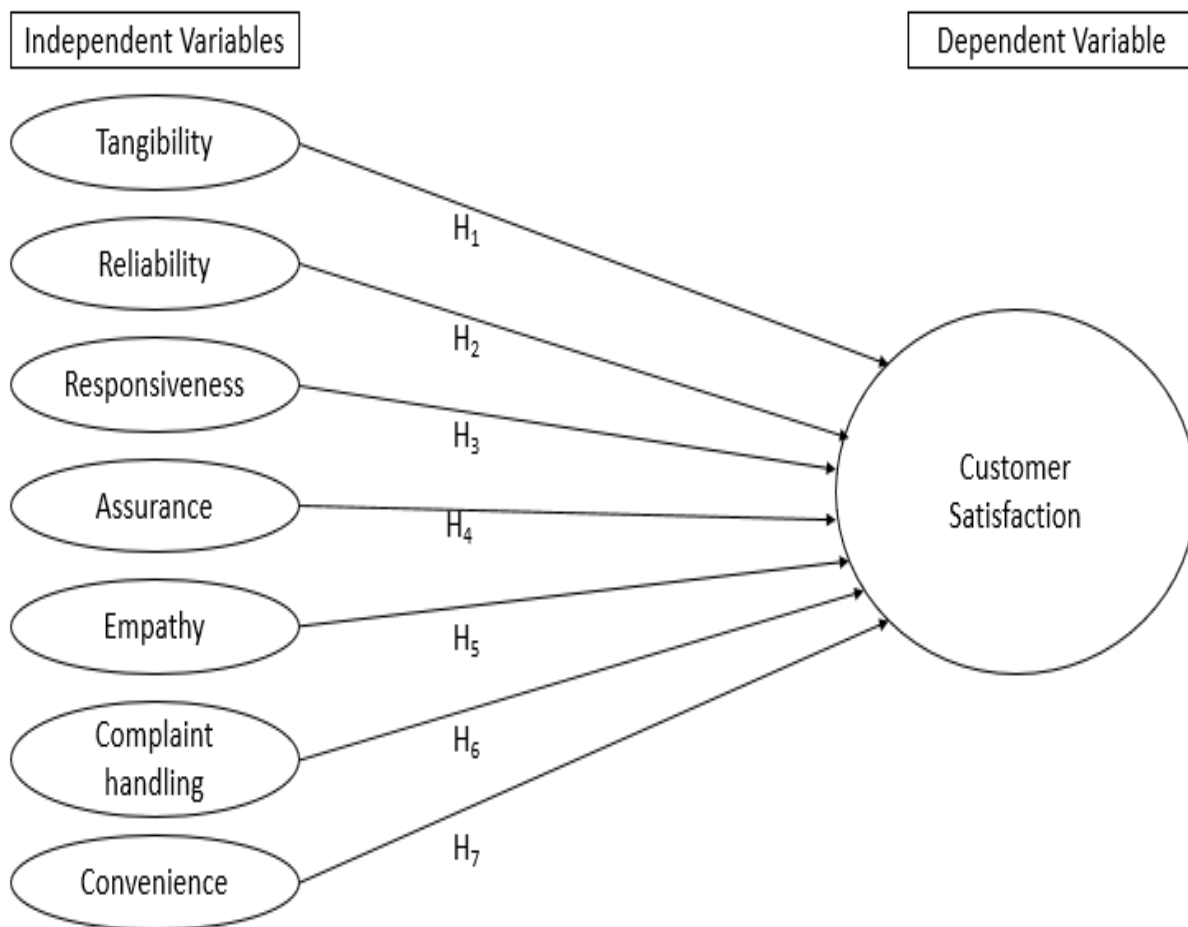 Independent Variables
Dependent Variable
Tangibility
H₁
Reliability
H₂
Responsiveness
H₃
Assurance
H₄
Empathy
H₅
Complaint
handling
H₆
Convenience
H₇
Customer
Satisfaction